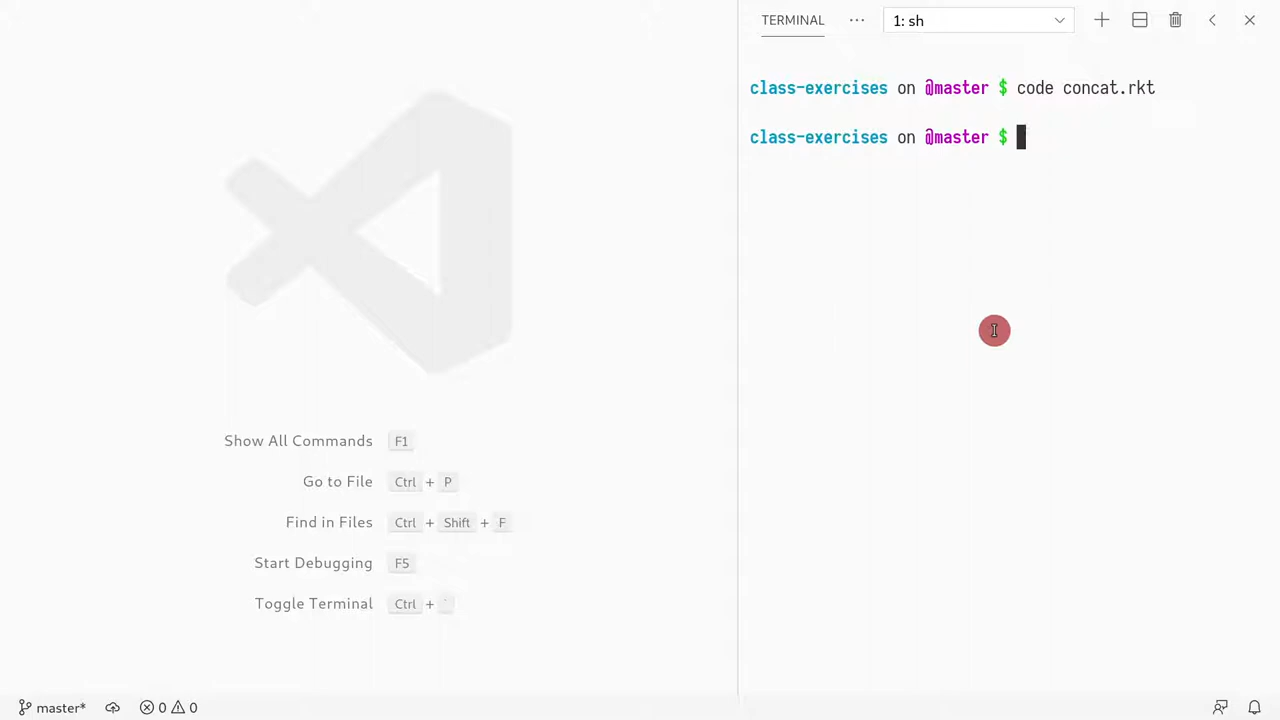 TERMINAL ··· 1: sh
class-exercises on @master $ code concat.rkt
class-exercises on @master $
Show All Commands F1
Go to File Ctrl + P
Find in Files Ctrl + Shift + F
Start Debugging F5
Toggle Terminal Ctrl + `
master* 0 0